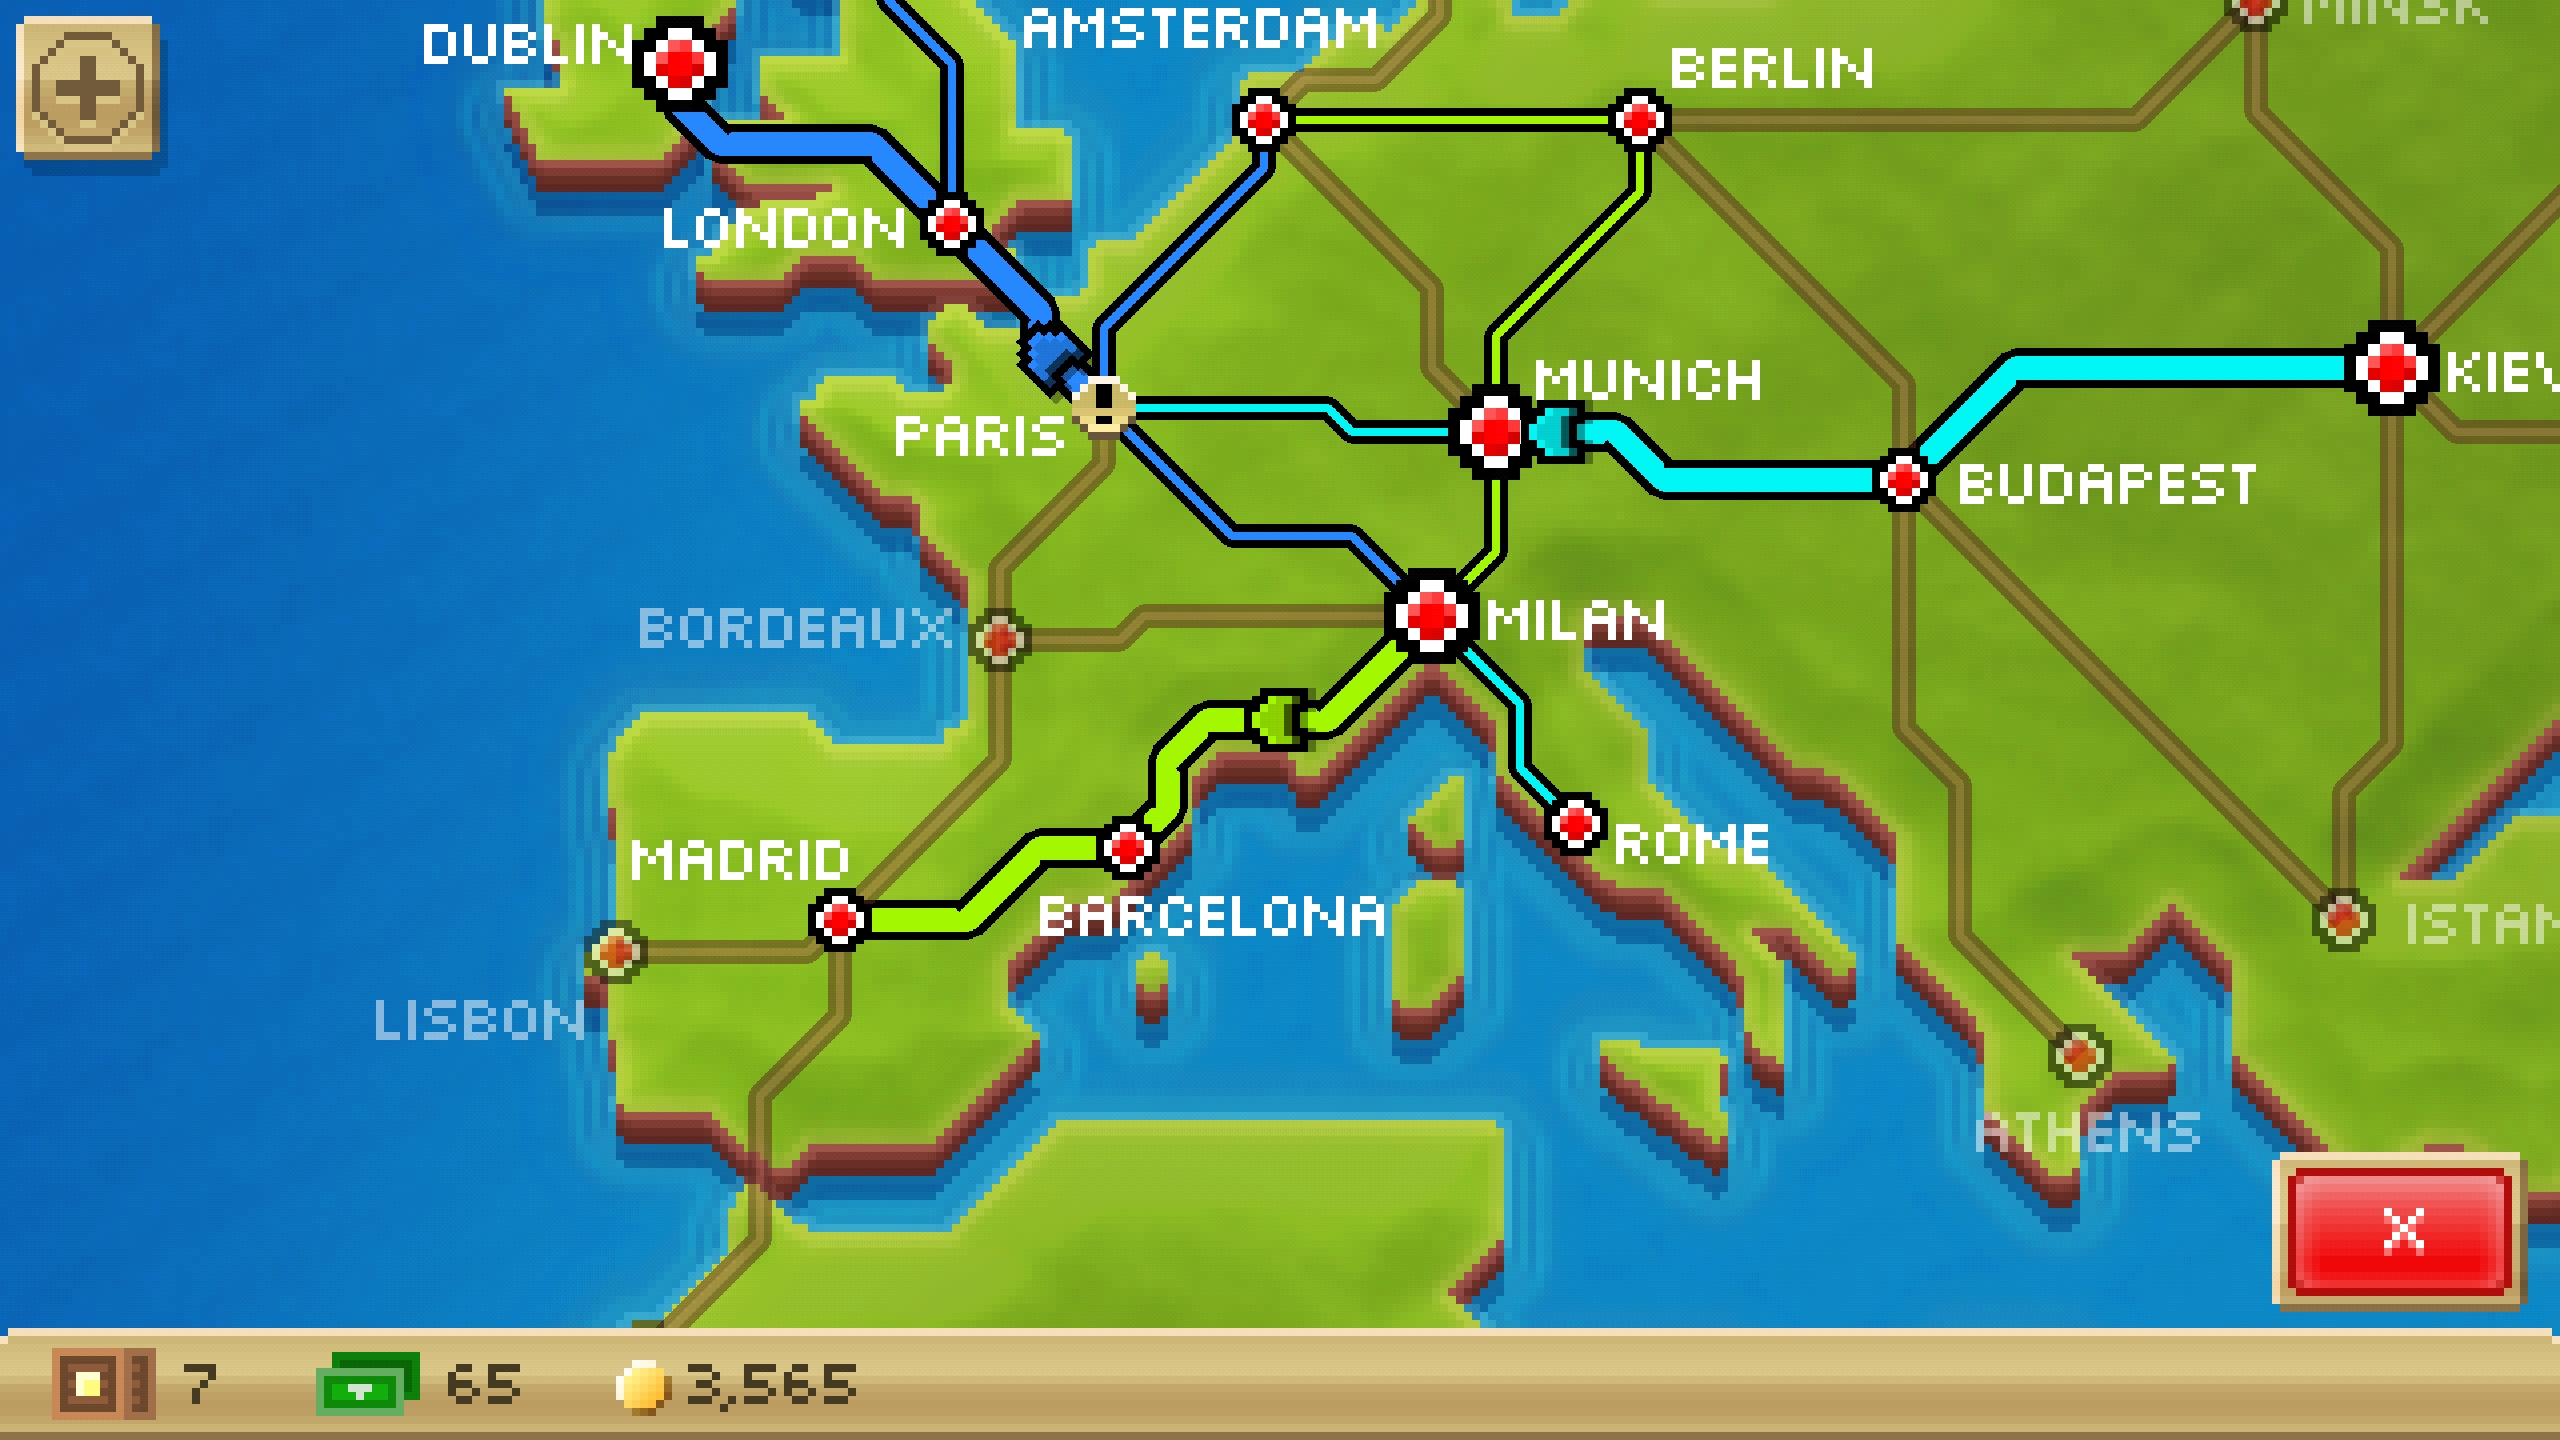 AMSTERDAM
DUBLIN
BERLIN
LONDON
MUNICH
PARIS
BUDAPEST
BORDEAUX
MILAN
ROME
MADRID
BARCELONA
LISBON
ATHENS
X
7 65 3,565